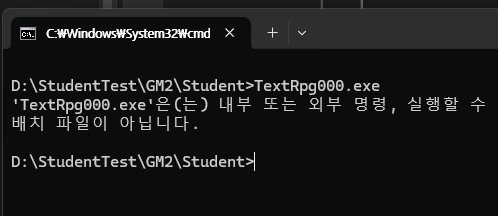 C:₩Windows₩System32₩cmd
D:\StudentTest\GM2\Student>TextRpg000.exe
'TextRpg000.exe'은(는) 내부 또는 외부 명령, 실행할 수
배치 파일이 아닙니다.
D:\StudentTest\GM2\Student>